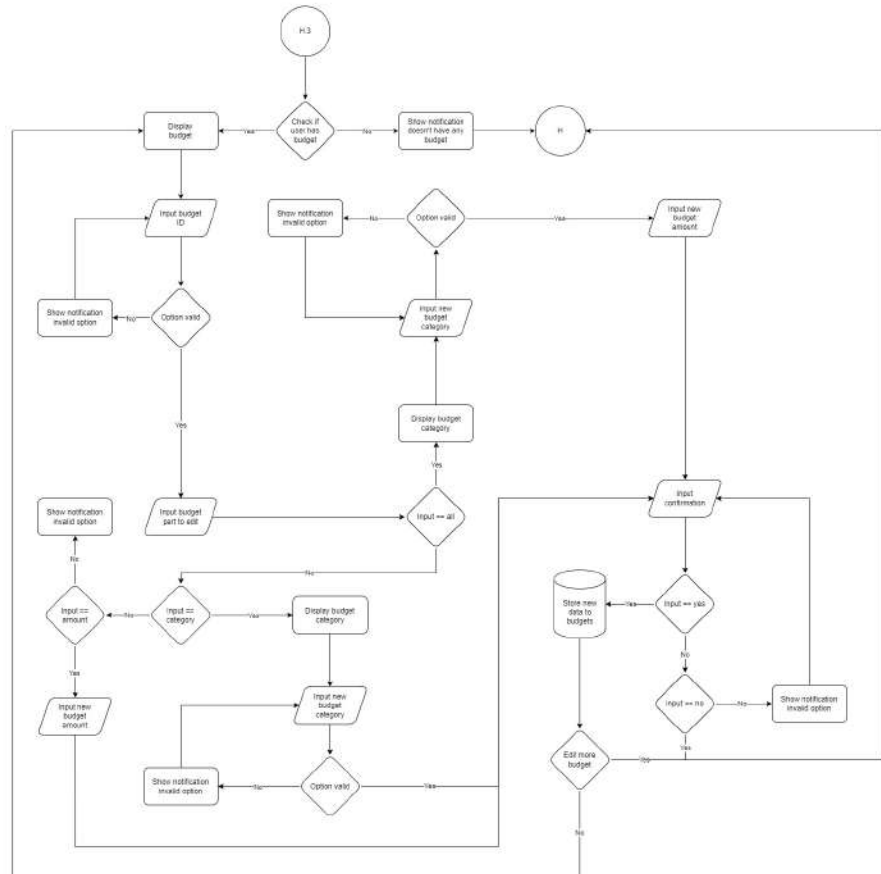 H.3
Display
budget
Yes
Check if
user has
budget
No
Show notification
doesn't have any
budget
H
Input budget
ID
Show notification
invalid option
No
Option valid
Yes
Input new
budget
amount
Show notification
invalid option
No
Option valid
Input new
budget
category
Yes
Display budget
category
Yes
Show notification
invalid option
Input budget
part to edit
Input == all
Input
confirmation
No
No
Input ==
amount
No
Input ==
category
Yes
Display budget
category
Store new
data to
budgets
Yes
Input == yes
No
Yes
Input new
budget
amount
Input new
budget
category
Input == no
No
Show notification
invalid option
Yes
Show notification
invalid option
No
Option valid
Yes
Edit more
budget
Yes
No